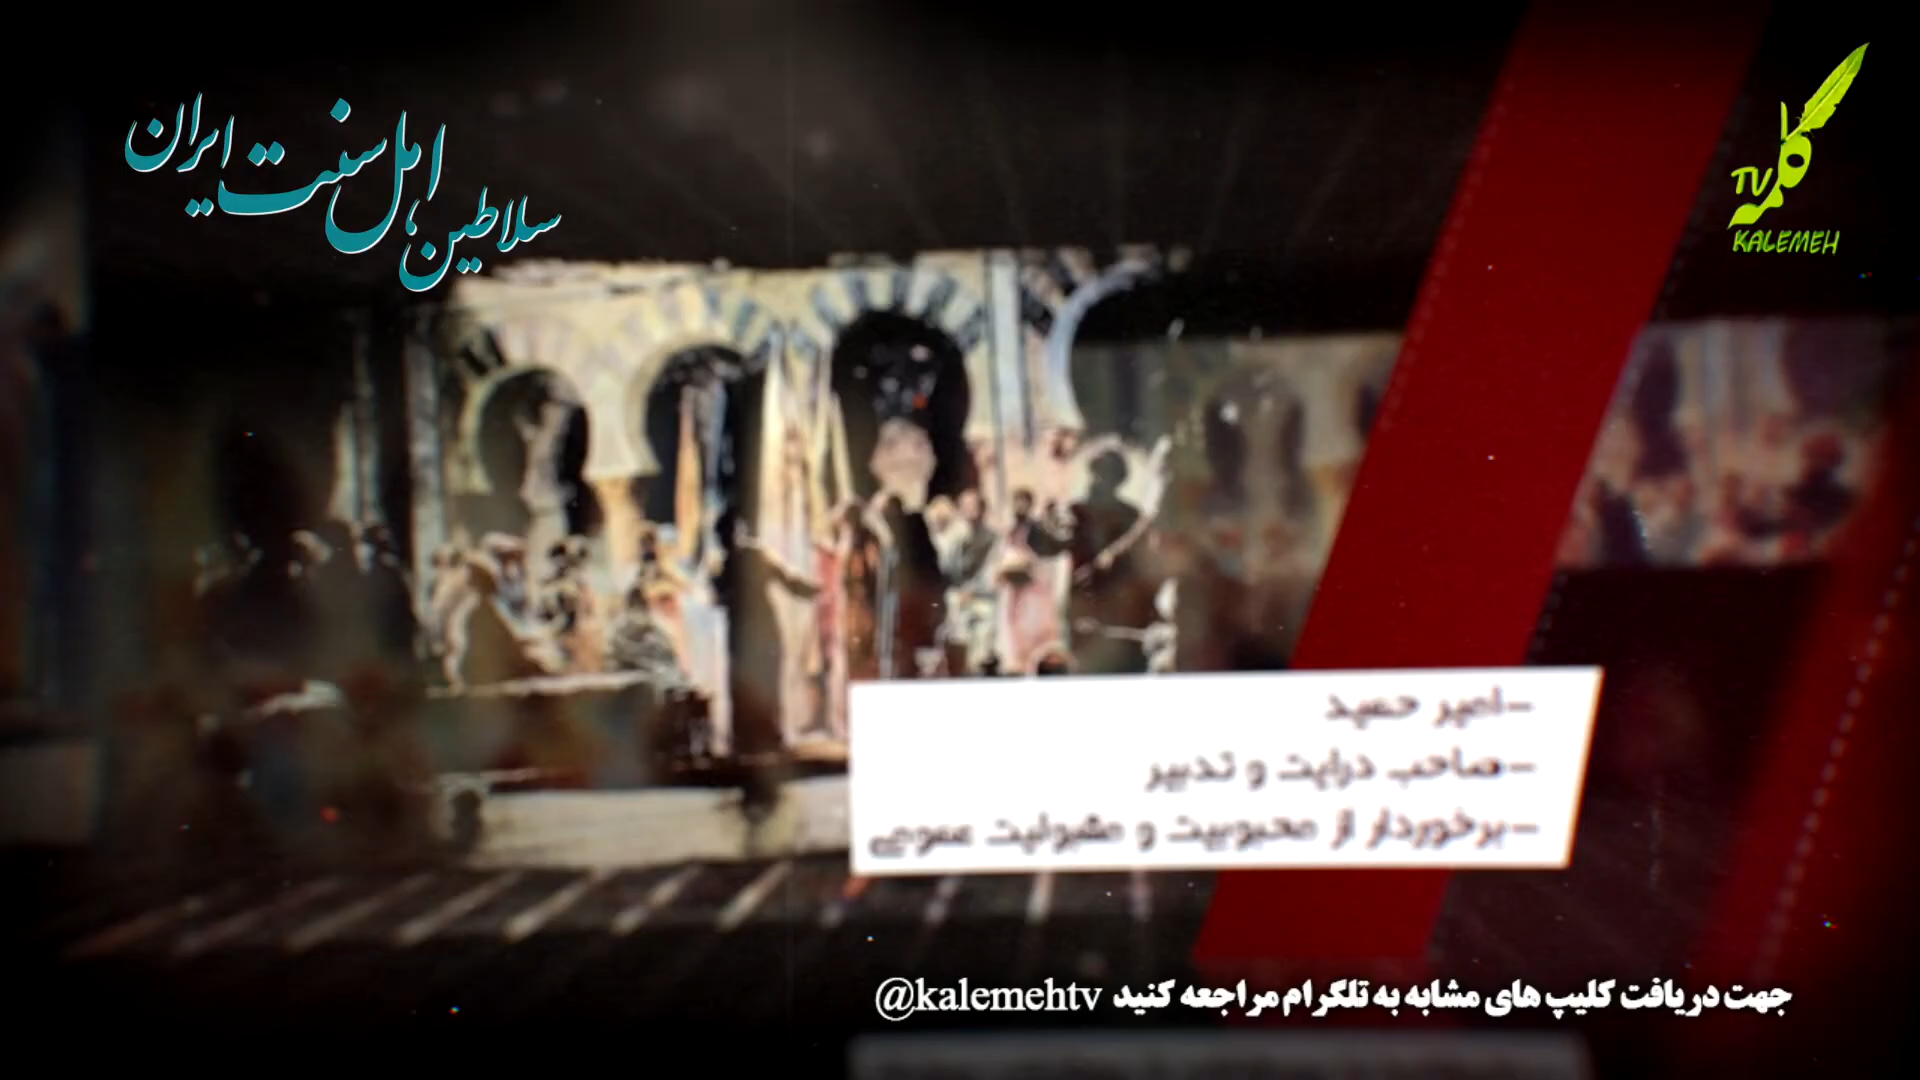 سلاطین اهل سنت ایران
کلمه
TV
KALEMEH
-امیر حمید
-صاحب درایت و تدبیر
-برخوردار از محبوبیت و مقبولیت عمومی
جهت دریافت کلیپ های مشابه به تلگرام مراجعه کنید @kalemehtv